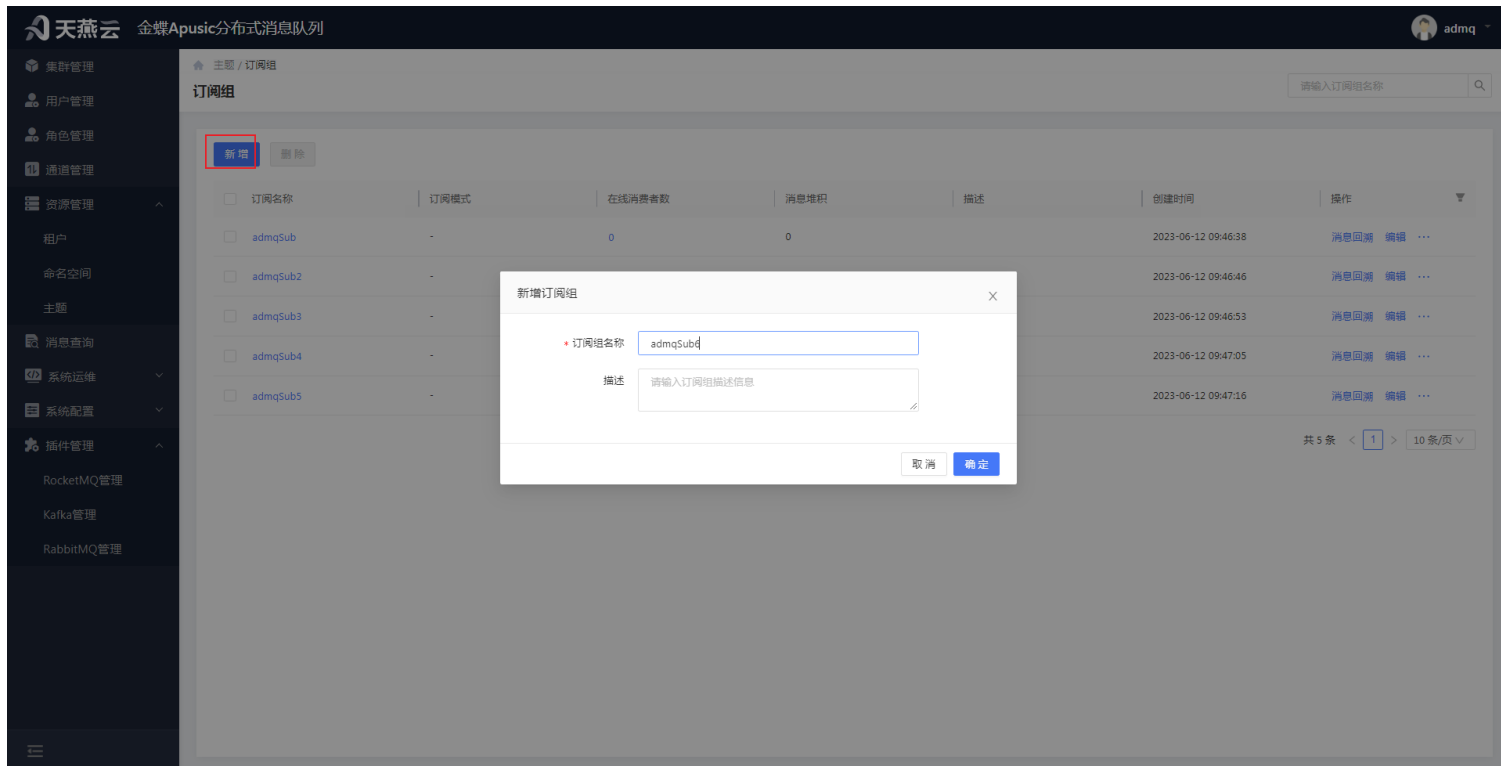 天燕云 金蝶Apusic分布式消息队列
admq
集群管理
用户管理
角色管理
通道管理
资源管理
租户
命名空间
主题
消息查询
系统运维
系统配置
插件管理
RocketMQ管理
Kafka管理
RabbitMQ管理
主题 / 订阅组
订阅组
请输入订阅组名称
新增 删除
订阅名称 订阅模式 在线消费者数 消息堆积 描述 创建时间 操作
admqSub - 0 0 2023-06-12 09:46:38 消息回溯 编辑 ···
admqSub2 - 2023-06-12 09:46:46 消息回溯 编辑 ···
admqSub3 - 2023-06-12 09:46:53 消息回溯 编辑 ···
admqSub4 - 2023-06-12 09:47:05 消息回溯 编辑 ···
admqSub5 - 2023-06-12 09:47:16 消息回溯 编辑 ···
共 5 条 < 1 > 10 条/页
新增订阅组
* 订阅组名称 admqSub6
描述 请输入订阅组描述信息
取消 确定